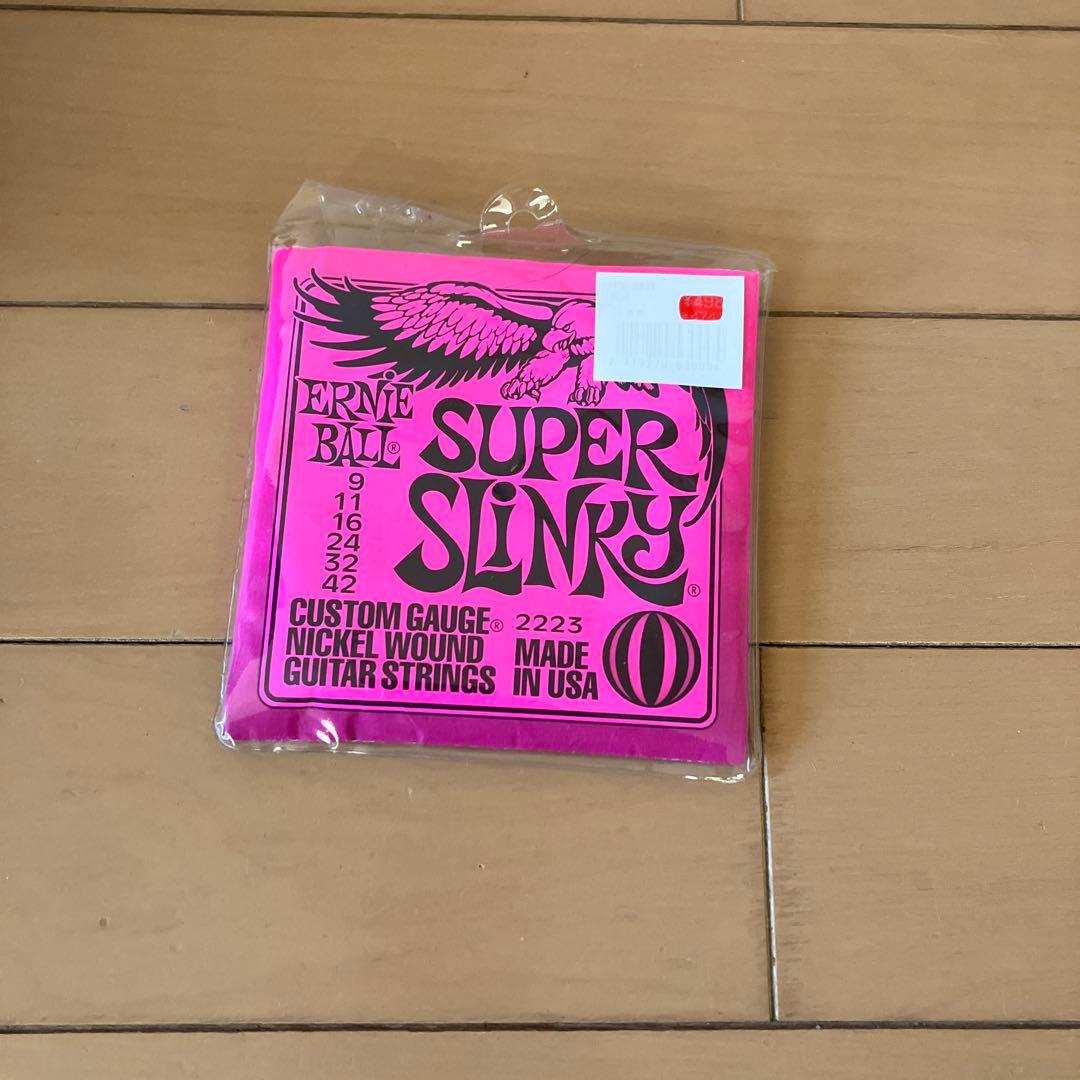 ERNiE
BALL®
SUPER
SLiNKY®
9
11
16
24
32
42
CUSTOM GAUGE®
NICKEL WOUND
GUITAR STRINGS
2223
MADE
IN USA